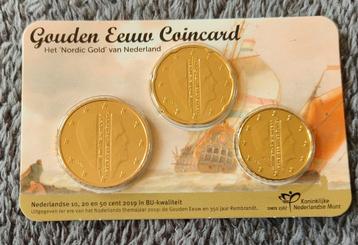 Gouden Eeuw Coincard
Het 'Nordic Gold' van Nederland
Nederlandse 10, 20 en 50 cent 2019 in BU-kwaliteit
Uitgegeven ter ere van het Nederlands themajaar 2019: de Gouden Eeuw en 350 jaar Rembrandt.
Koninklijke
Nederlandse Munt